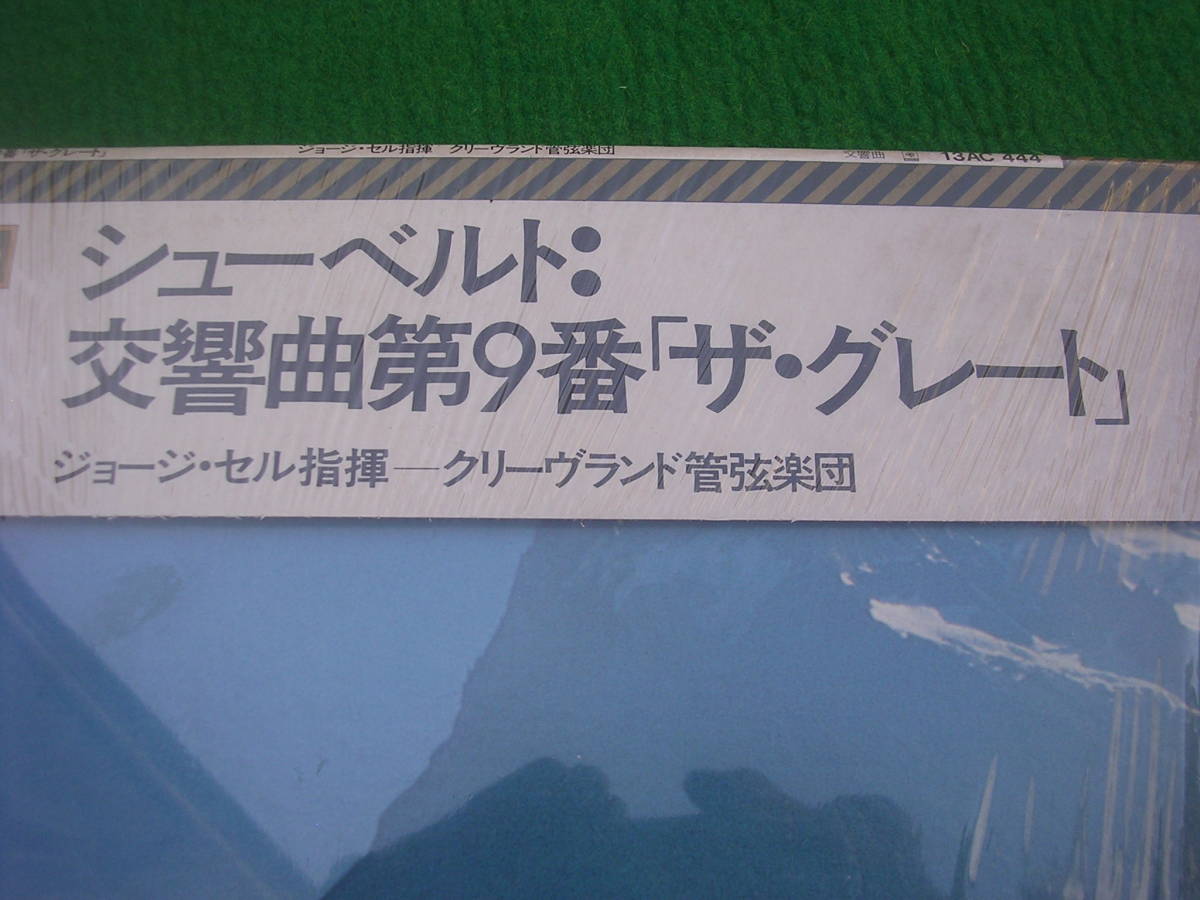 番「ザ・グレート」 ジョージ・セル指揮 クリーヴランド管弦楽団 交響曲 13AC 444
シューベルト:
交響曲第9番「ザ・グレート」
ジョージ・セル指揮—クリーヴランド管弦楽団